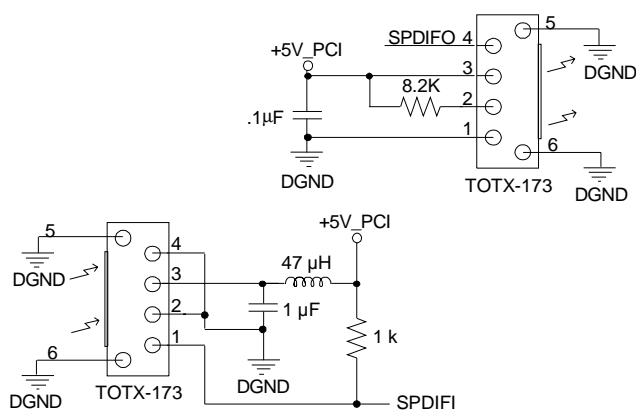 5
SPDIFO 4
DGND
+5V_PCI
3
8.2K
2
.1µF
1
6
DGND
TOTX-173
DGND
+5V_PCI
5
4
47 µH
DGND
3
2
1 µF
1
1 k
6
DGND
DGND
TOTX-173
SPDIFI